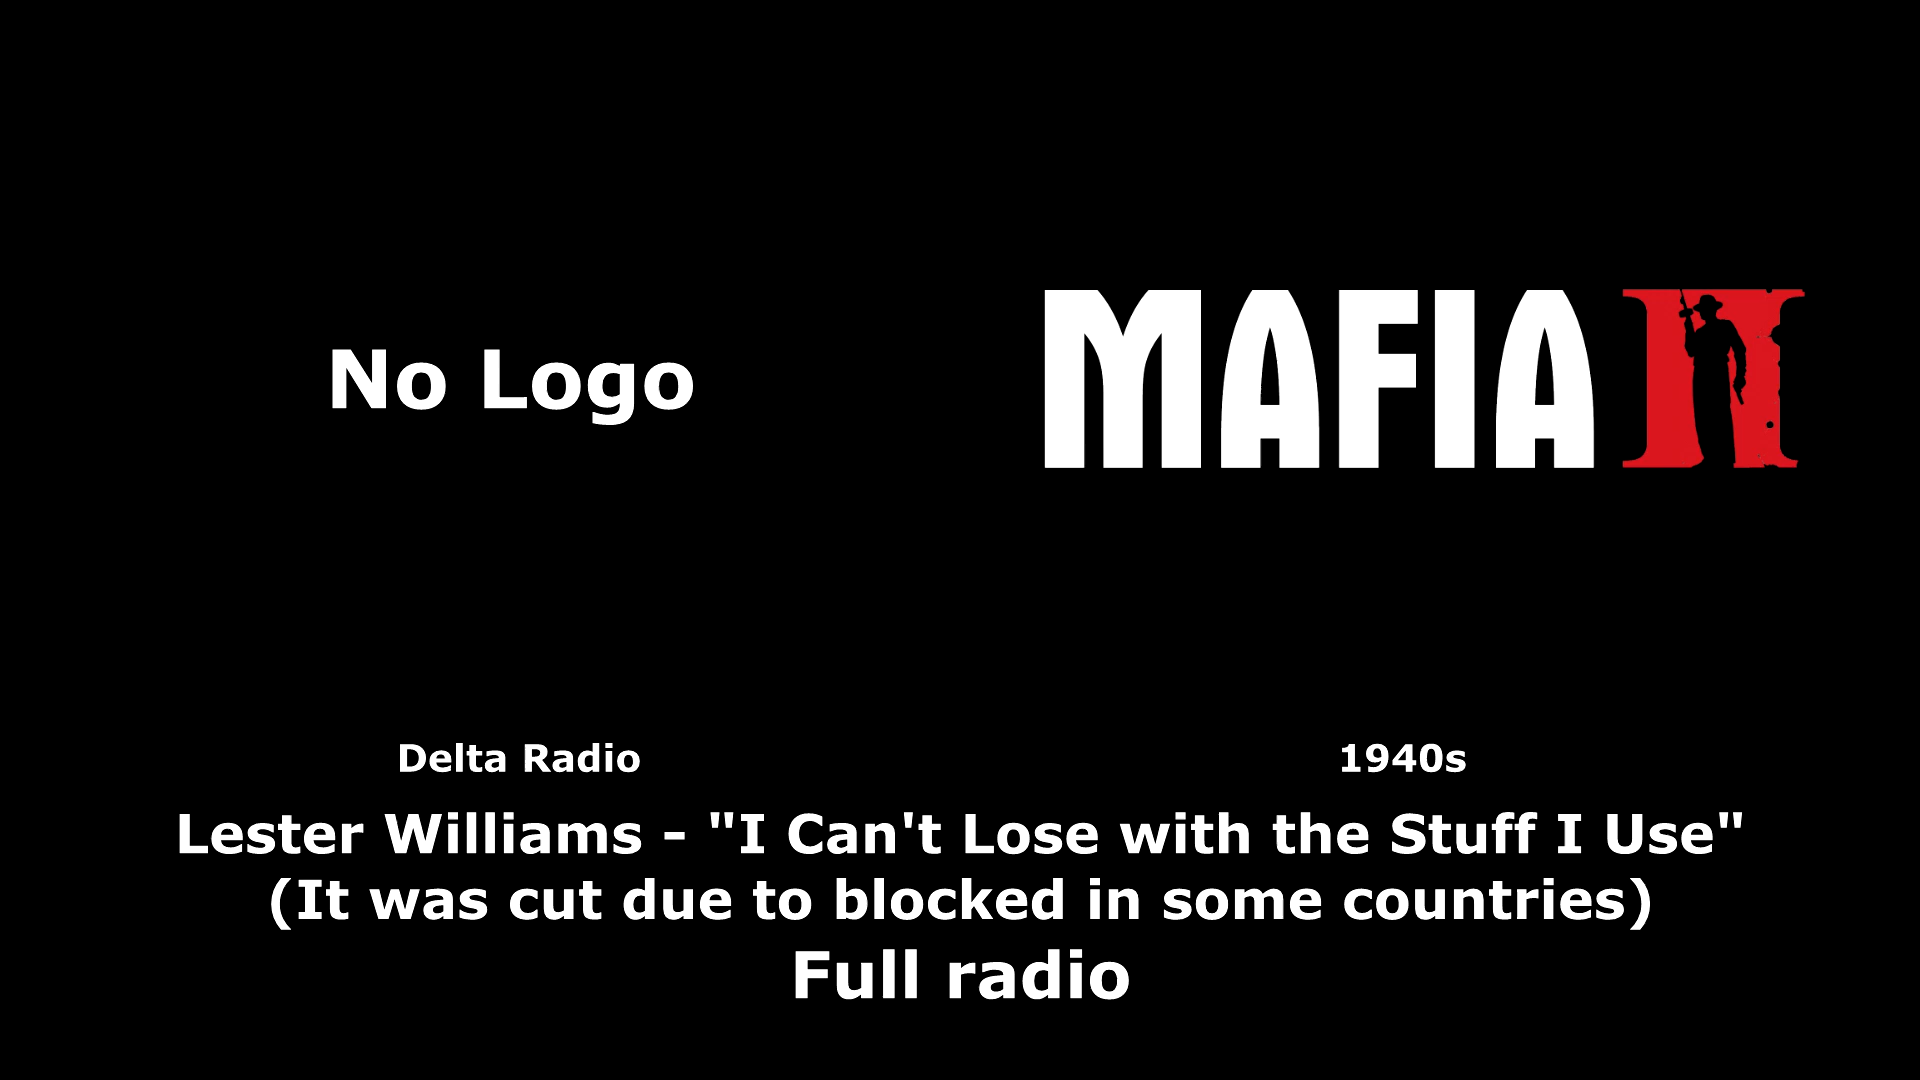 No Logo
MAFIA II
Delta Radio
1940s
Lester Williams - "I Can't Lose with the Stuff I Use"
(It was cut due to blocked in some countries)
Full radio